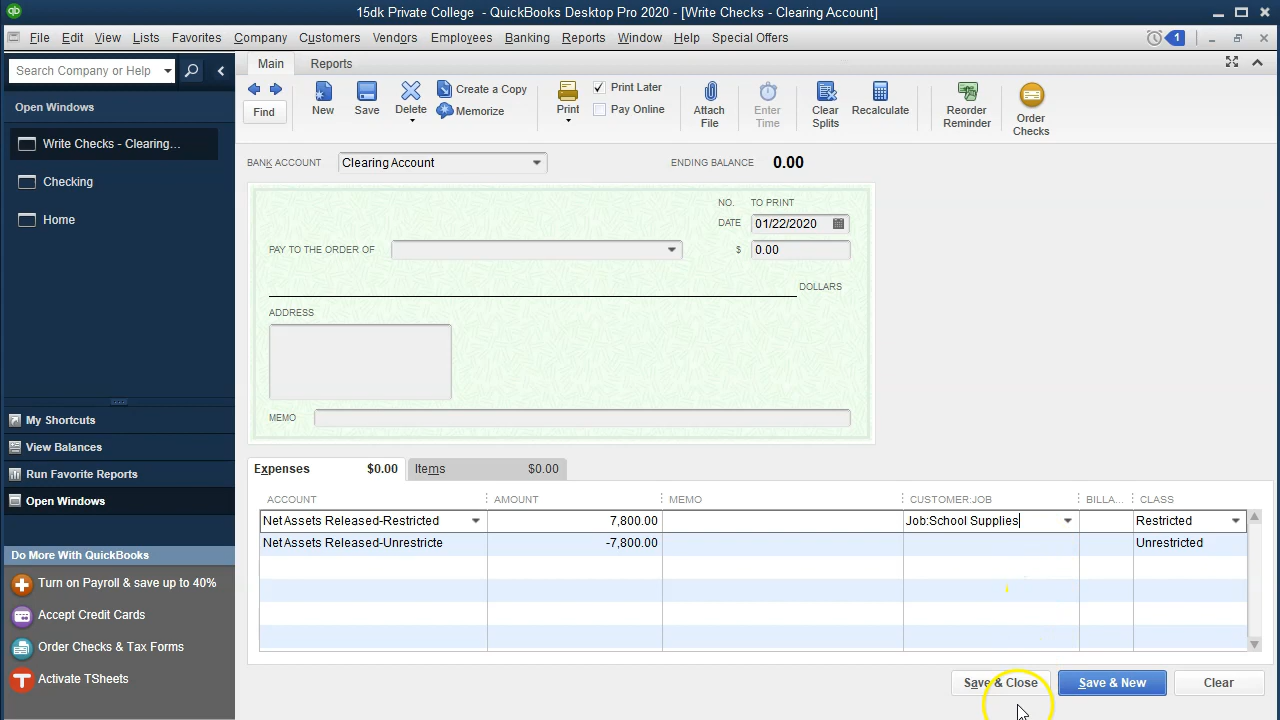 15dk Private College - QuickBooks Desktop Pro 2020 - [Write Checks - Clearing Account]
File Edit View Lists Favorites Company Customers Vendors Employees Banking Reports Window Help Special Offers 1
Search Company or Help
Open Windows
Write Checks - Clearing...
Checking
Home
My Shortcuts
View Balances
Run Favorite Reports
Open Windows
Do More With QuickBooks
Turn on Payroll & save up to 40%
Accept Credit Cards
Order Checks & Tax Forms
T Activate TSheets
Main Reports
Find
New
Save
Delete
Create a Copy
Memorize
Print
Print Later
Pay Online
Attach
File
Enter
Time
Clear
Splits
Recalculate
Reorder
Reminder
Order
Checks
BANK ACCOUNT Clearing Account ENDING BALANCE 0.00
NO. TO PRINT
DATE 01/22/2020
PAY TO THE ORDER OF $ 0.00
DOLLARS
ADDRESS
MEMO
Expenses $0.00 Items $0.00
ACCOUNT AMOUNT MEMO CUSTOMER:JOB BILLA... CLASS
Net Assets Released-Restricted 7,800.00 Job:School Supplies Restricted
Net Assets Released-Unrestricte -7,800.00 Unrestricted
Save & Close Save & New Clear